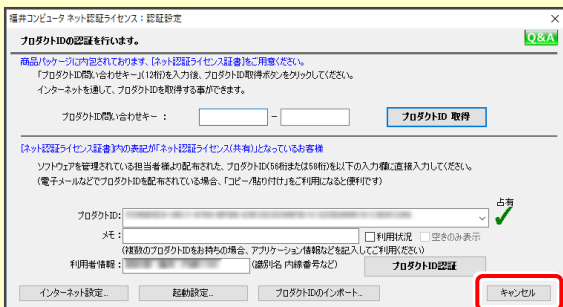 福井コンピュータ ネット認証ライセンス：認証設定
プロダクトIDの認証を行います。
Q&A
商品パッケージに内包されております、[ネット認証ライセンス証書]をご用意ください。
「プロダクトID問い合わせキー」(12桁)を入力後、プロダクトID取得ボタンをクリックしてください。
インターネットを通して、プロダクトIDを取得する事ができます。
プロダクトID問い合わせキー ： － プロダクトID 取得
[ネット認証ライセンス証書]内の表記が「ネット認証ライセンス(共有)」となっているお客様
ソフトウェアを管理されている担当者様より配布された、プロダクトID(56桁または58桁)を以下の入力欄に直接入力してください。
(電子メールなどでプロダクトIDを配布されている場合、「コピー/貼り付け」をご利用になると便利です)
占有
プロダクトID:
メモ： 利用状況 空きのみ表示
(複数のプロダクトIDをお持ちの場合、アプリケーション情報などを記入してご利用ください)
利用者情報： (識別名 内線番号など) プロダクトID認証
インターネット設定... 起動設定... プロダクトIDのインポート... キャンセル